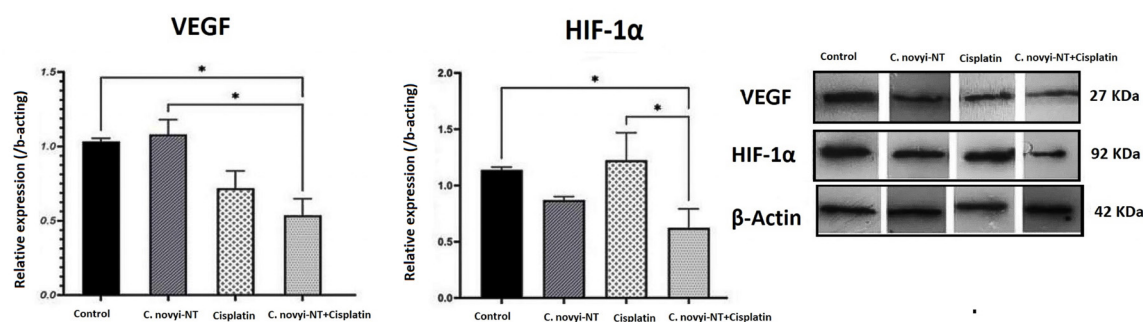 VEGF
Relative expression (/b-acting)
1.5
*
*
1.0
0.5
0.0
Control
C. novyi-NT
Cisplatin
C. novyi-NT+Cisplatin
HIF-1α
Relative expression (/b-acting)
2.0
*
*
1.5
1.0
0.5
0.0
Control
C. novyi-NT
Cisplatin
C. novyi-NT+Cisplatin
Control C. novyi-NT Cisplatin C. novyi-NT+Cisplatin
VEGF 27 KDa
HIF-1α 92 KDa
β-Actin 42 KDa
.